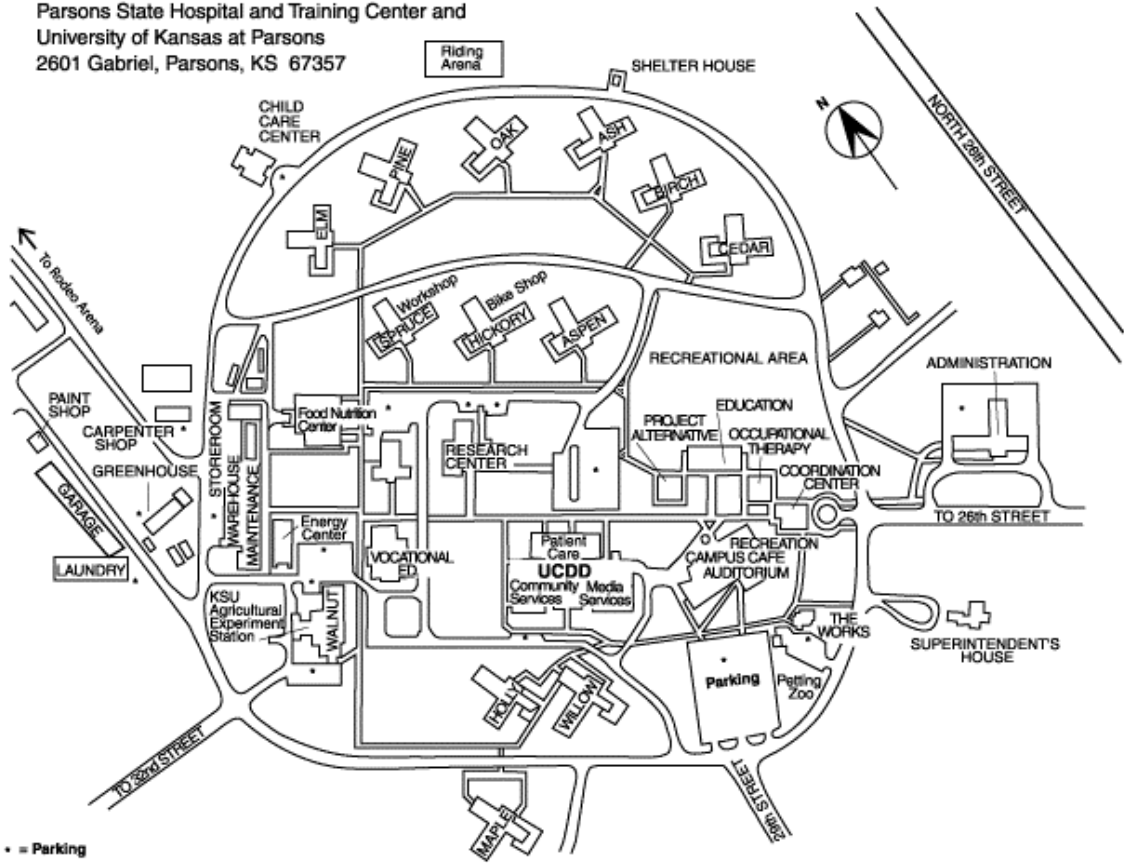 Parsons State Hospital and Training Center and
University of Kansas at Parsons
2601 Gabriel, Parsons, KS  67357
Riding
Arena
SHELTER HOUSE
CHILD
CARE
CENTER
OAK
ASH
PINE
BIRCH
N
NORTH 26th STREET
ELM
CEDAR
To Rodeo Arena
Workshop
SPRUCE
Bike Shop
HICKORY
ASPEN
RECREATIONAL AREA
ADMINISTRATION
PAINT
SHOP
CARPENTER
SHOP
GREENHOUSE
GARAGE
LAUNDRY
STOREROOM
WAREHOUSE
MAINTENANCE
Food Nutrition
Center
RESEARCH
CENTER
PROJECT
ALTERNATIVE
EDUCATION
OCCUPATIONAL
THERAPY
COORDINATION
CENTER
TO 26th STREET
Energy
Center
VOCATIONAL
ED.
Patient
Care
UCDD
Community
Services
Media
Services
RECREATION
CAMPUS CAFE
AUDITORIUM
KSU
Agricultural
Experiment
Station
WALNUT
THE
WORKS
SUPERINTENDENT'S
HOUSE
HOLLY
WILLOW
Parking
Petting
Zoo
TO 32nd STREET
29th STREET
MAPLE
* = Parking